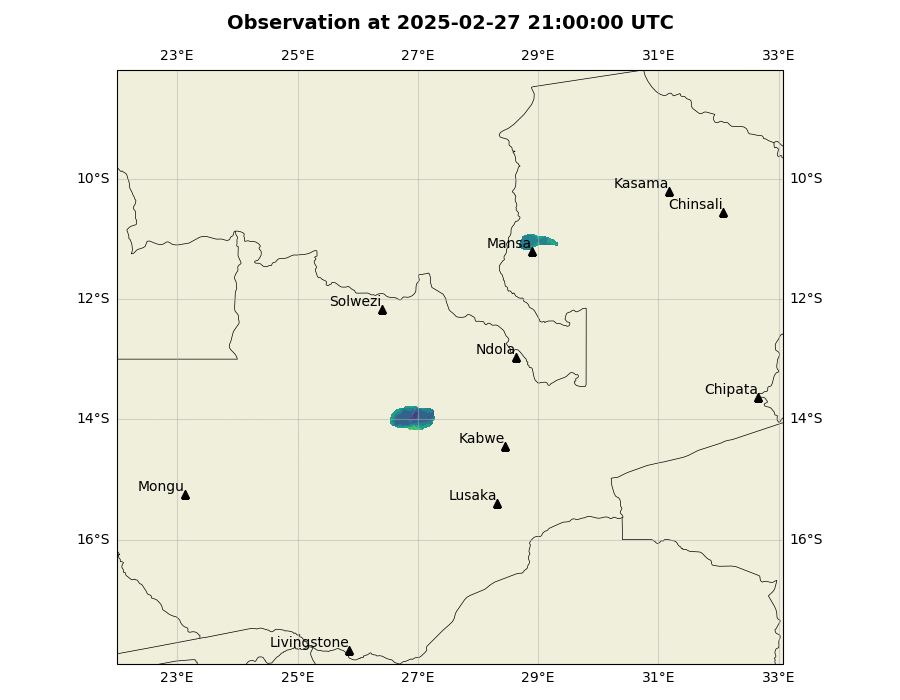 Observation at 2025-02-27 21:00:00 UTC
23°E 25°E 27°E 29°E 31°E 33°E
10°S 10°S
Kasama
Chinsali
Mansa
12°S 12°S
Solwezi
Ndola
Chipata
14°S 14°S
Kabwe
Mongu
Lusaka
16°S 16°S
Livingstone
23°E 25°E 27°E 29°E 31°E 33°E